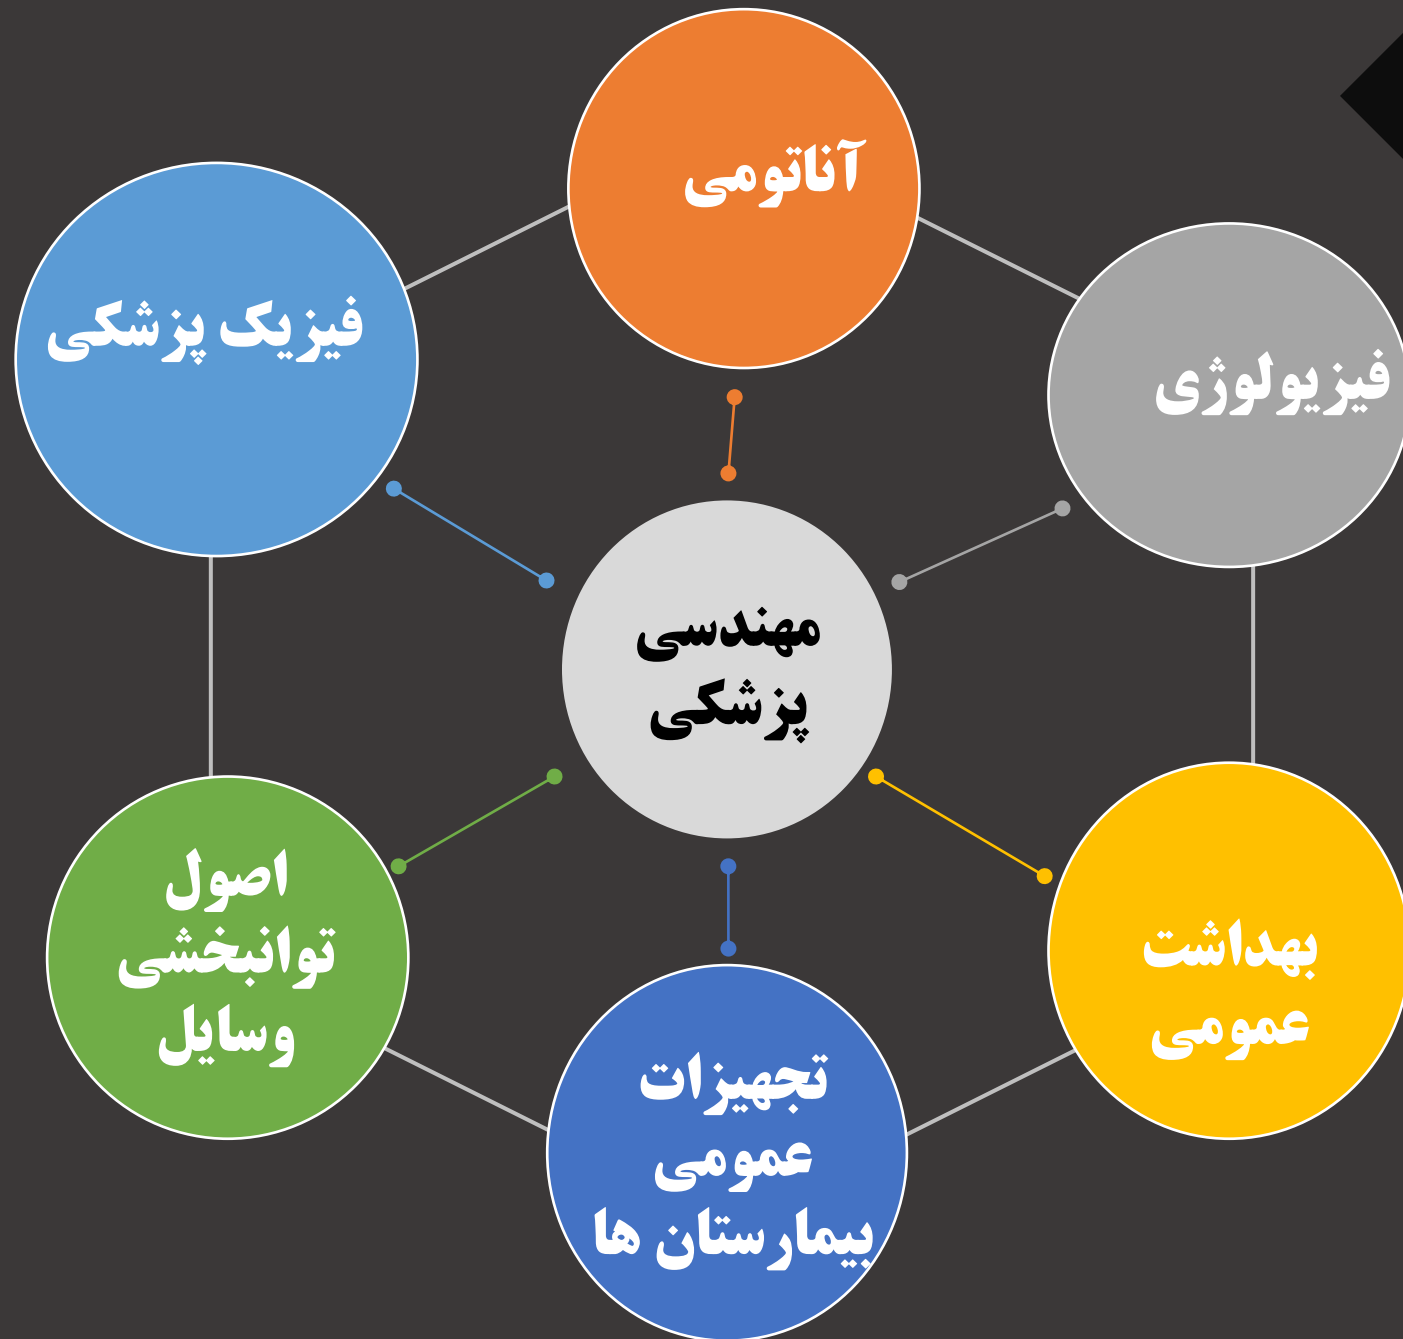 آناتومی
فیزیک پزشکی
فیزیولوژی
مهندسی
پزشکی
اصول
توانبخشی
وسایل
بهداشت
عمومی
تجهیزات
عمومی
بیمارستان ها